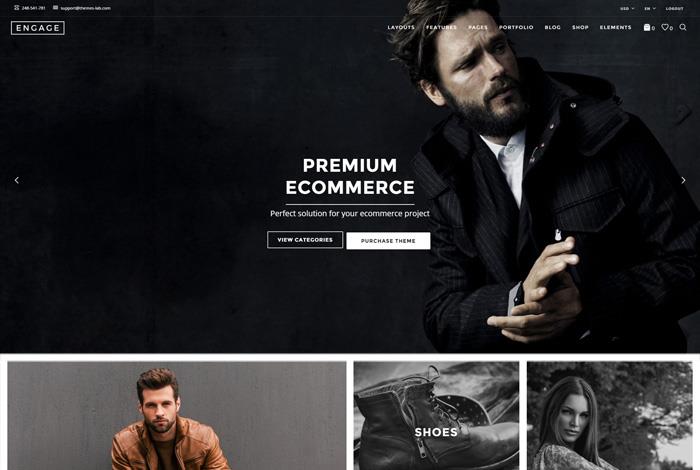 248-541-781 support@themes-lab.com USD EN LOGOUT
ENGAGE LAYOUTS FEATURES PAGES PORTFOLIO BLOG SHOP ELEMENTS 0 0
PREMIUM
ECOMMERCE
Perfect solution for your ecommerce project
VIEW CATEGORIES PURCHASE THEME
SHOES